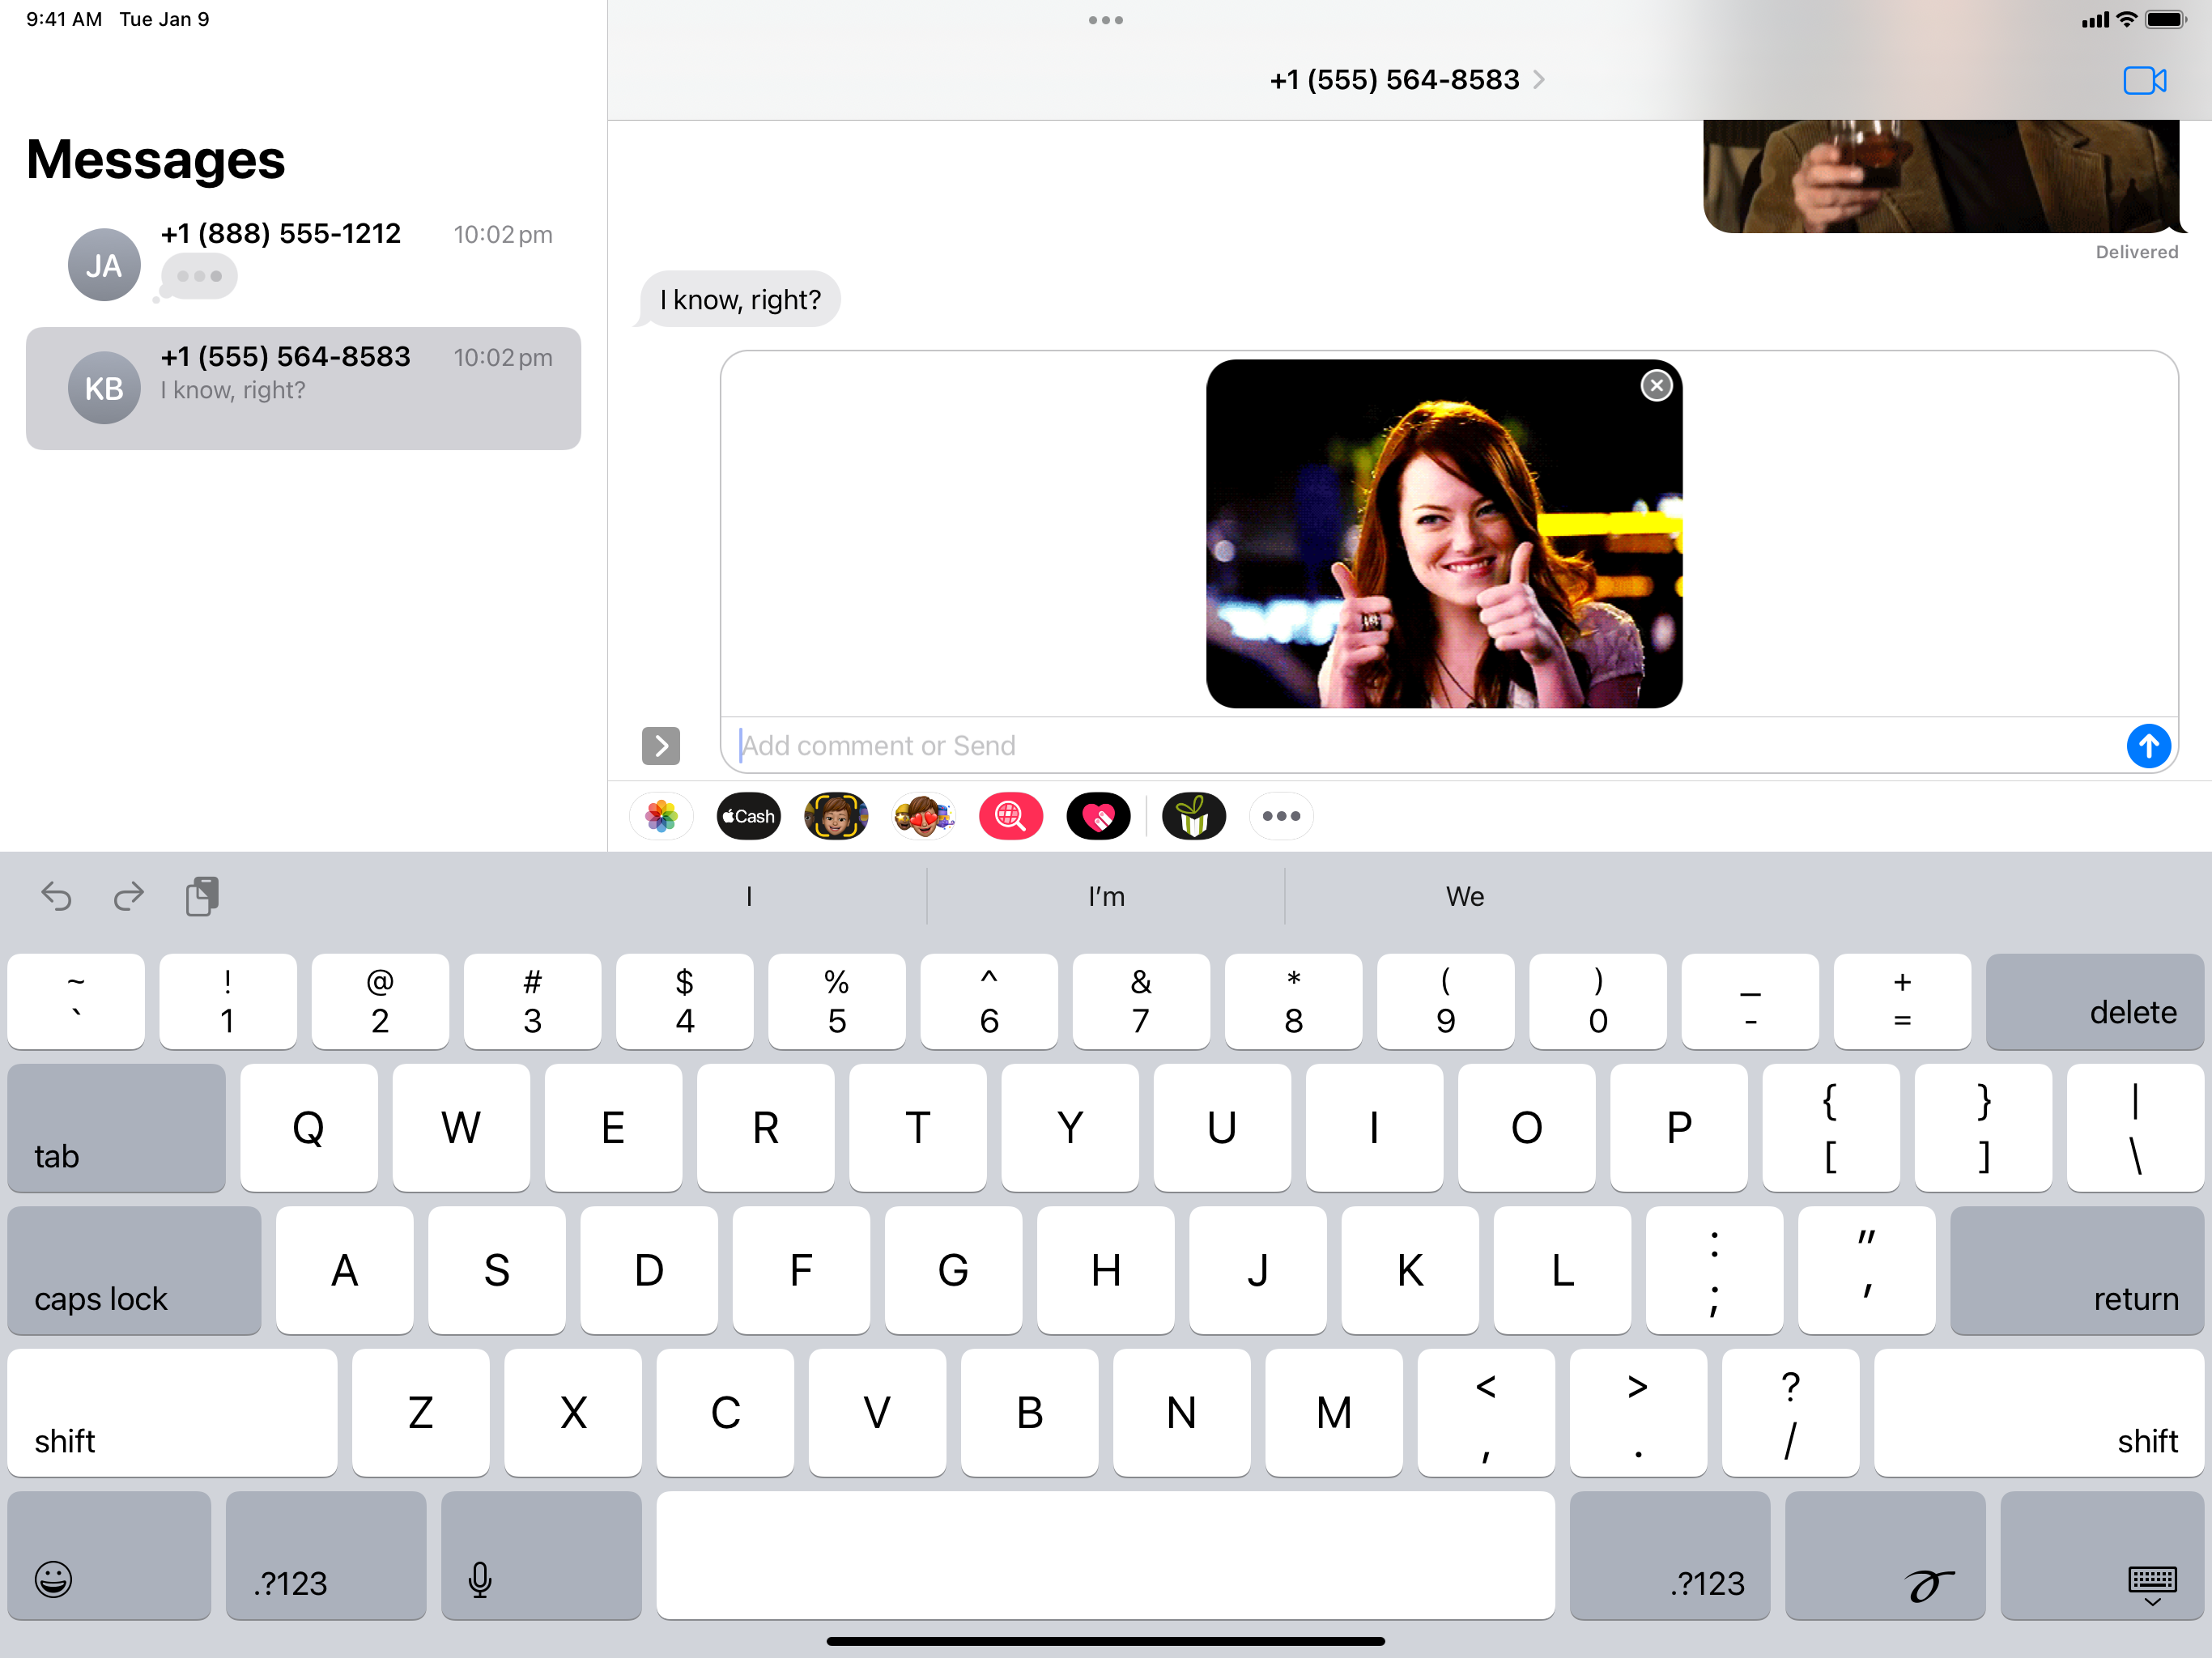 9:41 AM Tue Jan 9
+1 (555) 564-8583
Messages
JA
+1 (888) 555-1212
10:02 pm
KB
+1 (555) 564-8583
10:02 pm
I know, right?
Delivered
I know, right?
Add comment or Send
Cash
I
I’m
We
~ ! @ # $ % ^ & * ( ) _ +
` 1 2 3 4 5 6 7 8 9 0 - = delete
tab Q W E R T Y U I O P { } |
[ ] \
caps lock A S D F G H J K L : "
; ' return
shift Z X C V B N M < > ?
, . / shift
.?123 .?123